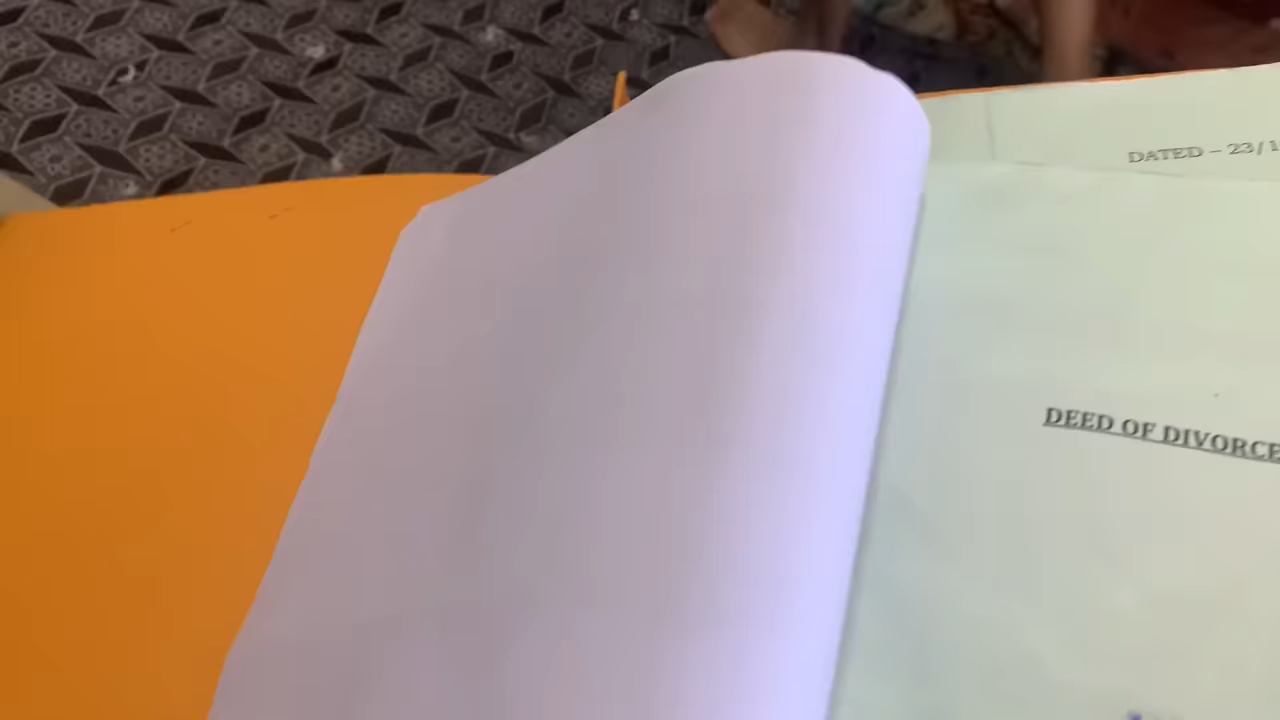 DATED – 23/1
DEED OF DIVORCE